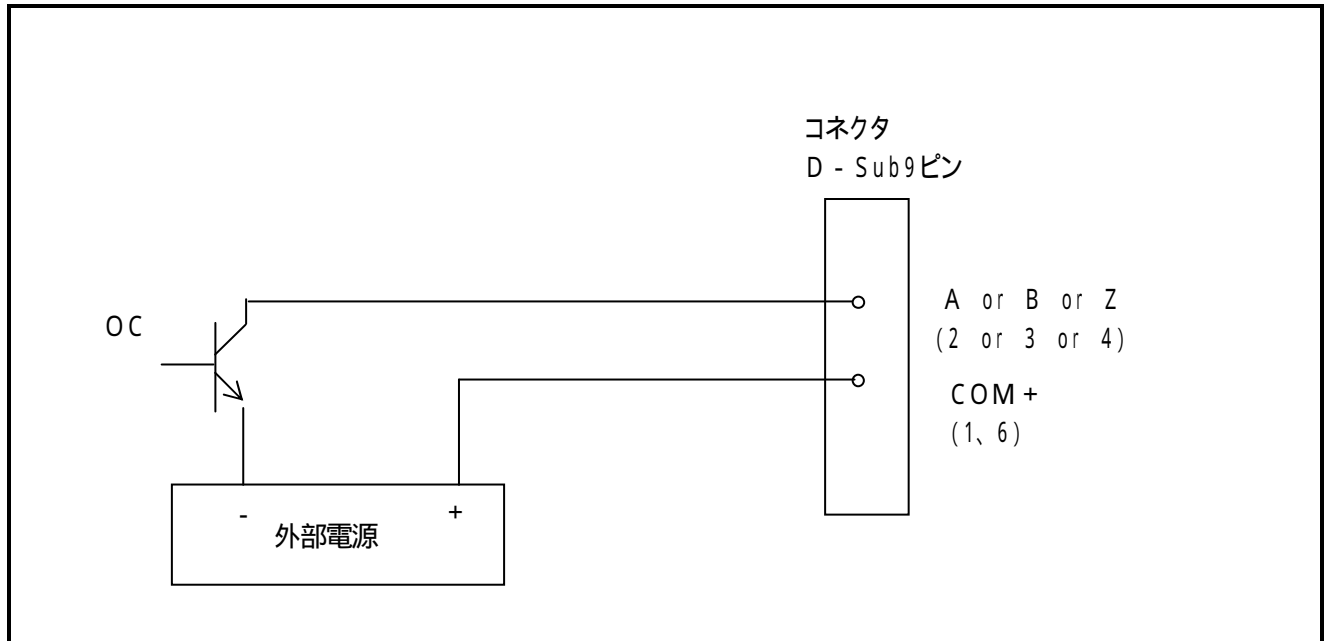 コネクタ
D - Sub9ピン
OC
A or B or Z
(2 or 3 or 4)
COM+
(1、6)
- +
外部電源